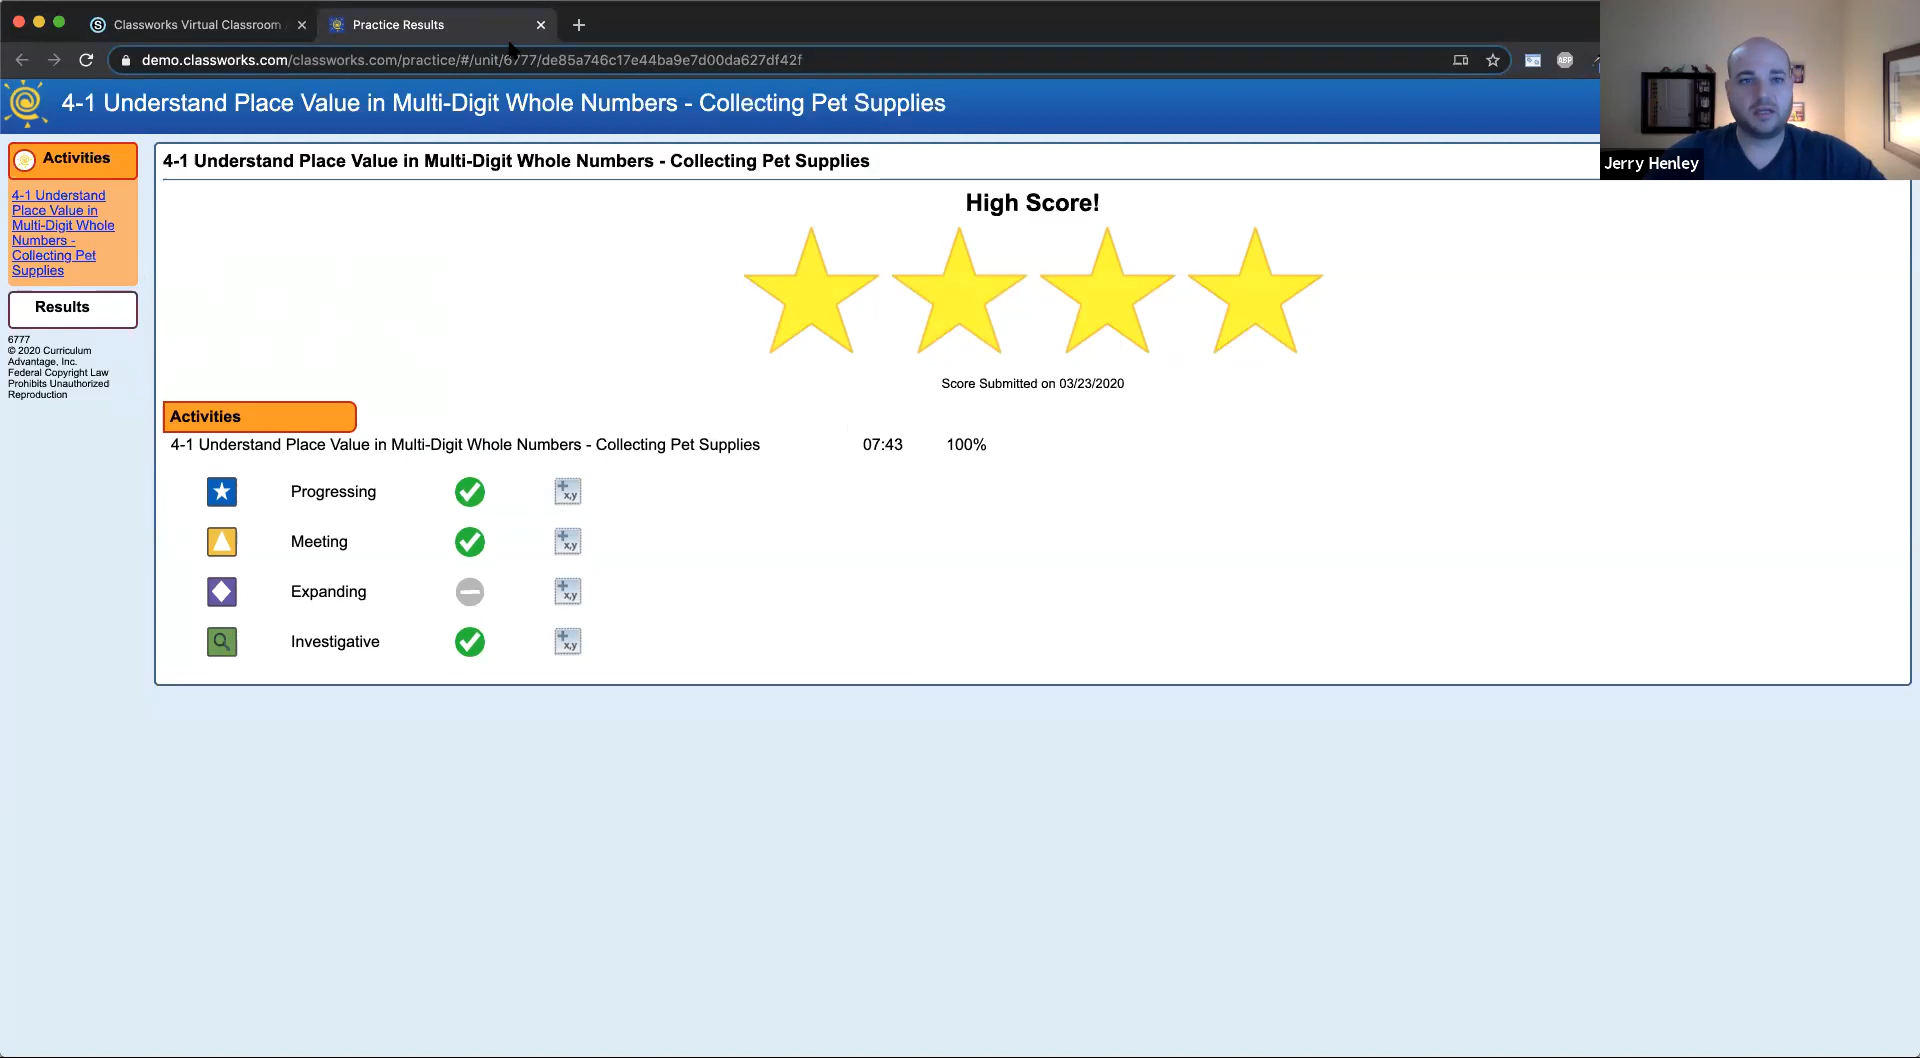 Classworks Virtual Classroom
Practice Results
demo.classworks.com/classworks.com/practice/#/unit/6777/de85a746c17e44ba9e7d00da627df42f
ABP
4-1 Understand Place Value in Multi-Digit Whole Numbers - Collecting Pet Supplies
Jerry Henley
Activities
4-1 Understand
Place Value in
Multi-Digit Whole
Numbers -
Collecting Pet
Supplies
Results
6777
© 2020 Curriculum
Advantage, Inc.
Federal Copyright Law
Prohibits Unauthorized
Reproduction
4-1 Understand Place Value in Multi-Digit Whole Numbers - Collecting Pet Supplies
High Score!
Score Submitted on 03/23/2020
Activities
4-1 Understand Place Value in Multi-Digit Whole Numbers - Collecting Pet Supplies 07:43 100%
Progressing x,y
Meeting x,y
Expanding x,y
Investigative x,y